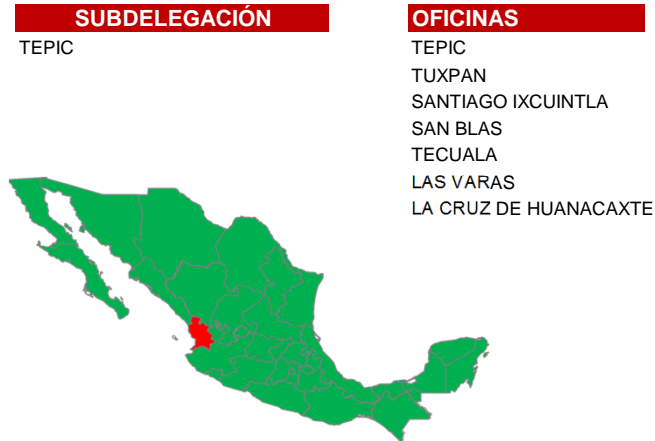 SUBDELEGACIÓN
TEPIC
OFICINAS
TEPIC
TUXPAN
SANTIAGO IXCUINTLA
SAN BLAS
TECUALA
LAS VARAS
LA CRUZ DE HUANACAXTE